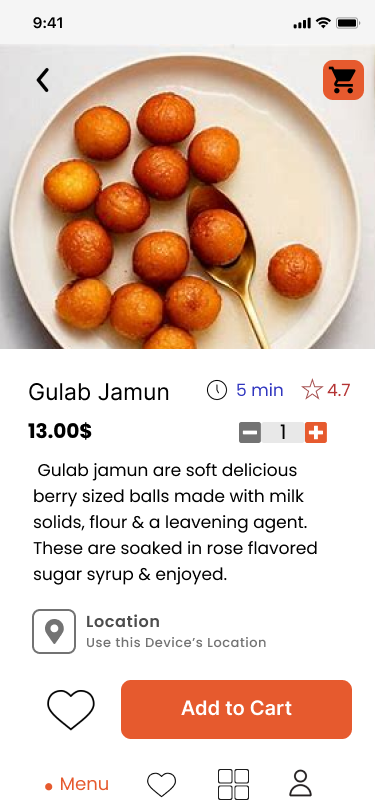 9:41
Gulab Jamun 5 min 4.7
13.00$ 1
Gulab jamun are soft delicious
berry sized balls made with milk
solids, flour & a leavening agent.
These are soaked in rose flavored
sugar syrup & enjoyed.
Location
Use this Device’s Location
Add to Cart
Menu